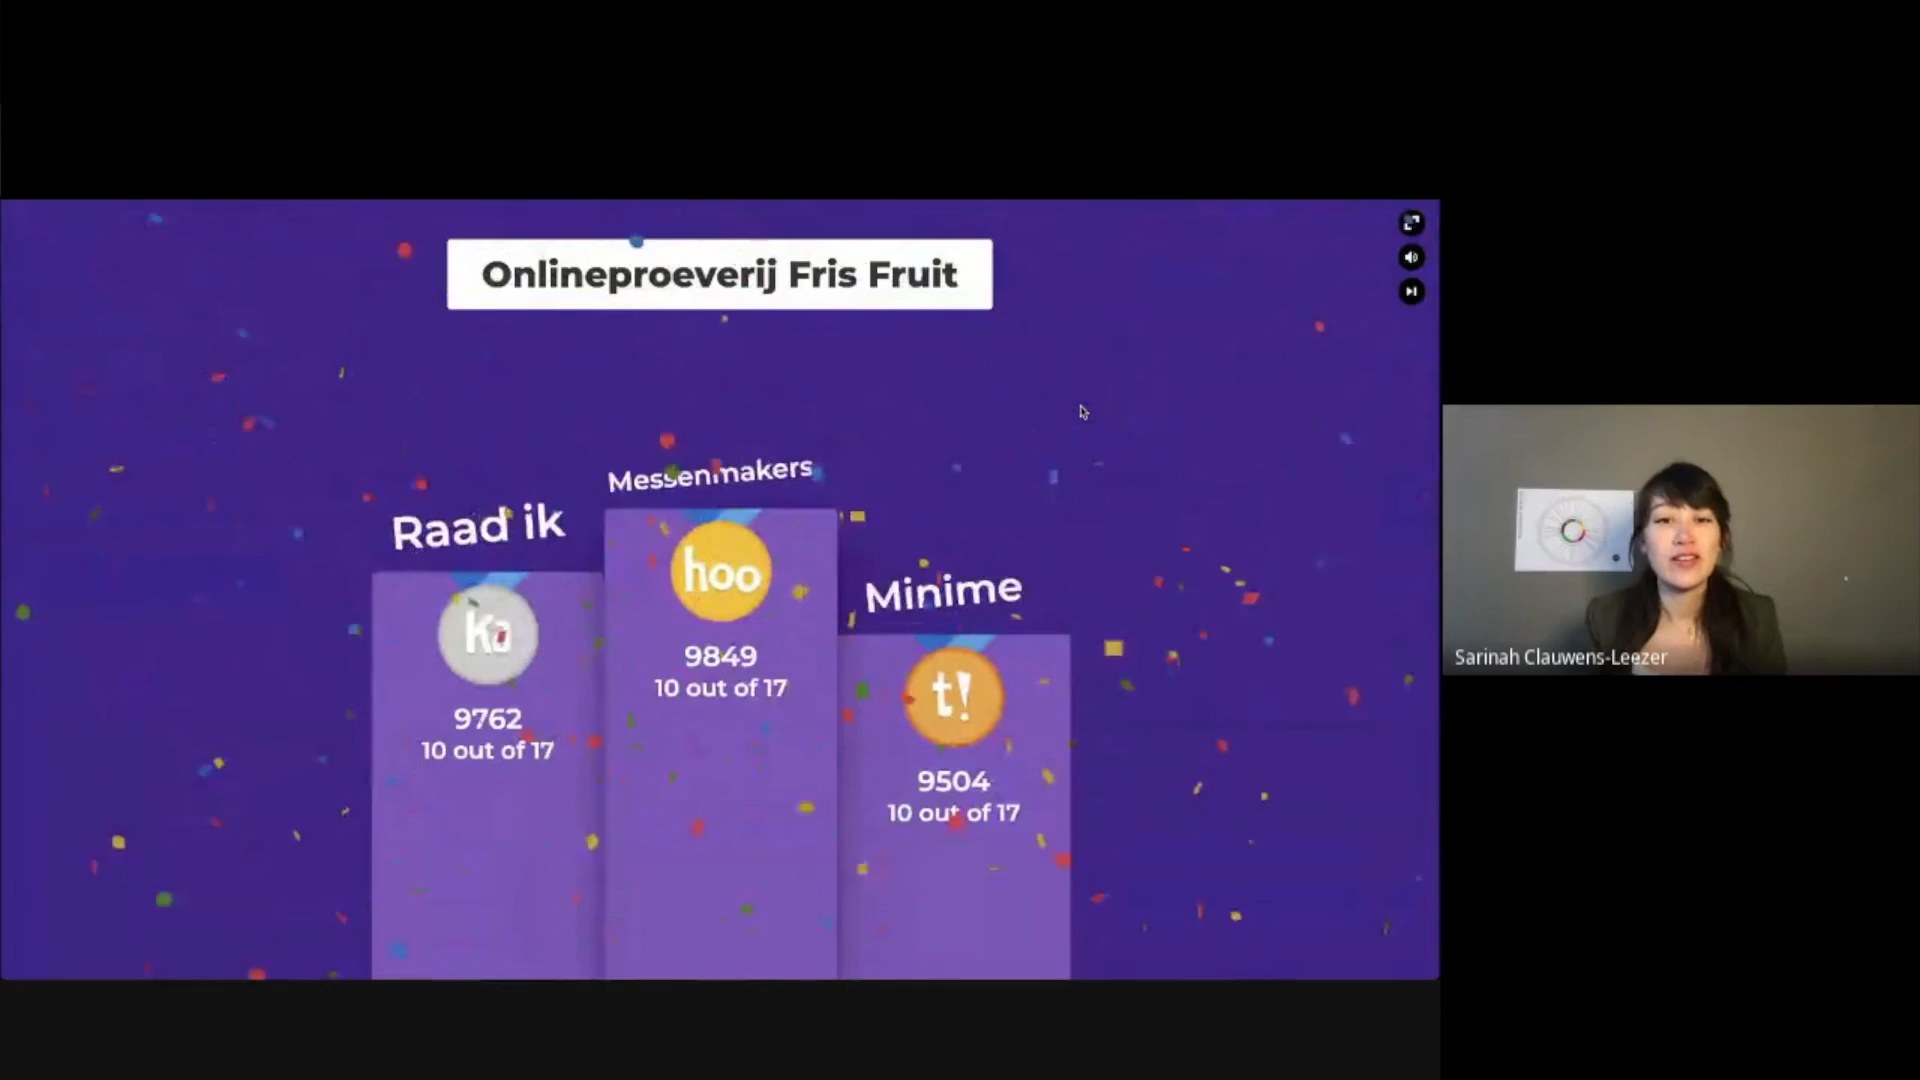 Onlineproeverij Fris Fruit
Messenmakers
Raad ik
Minime
hoo
ka
t!
9849
10 out of 17
9762
10 out of 17
9504
10 out of 17
Sarinah Clauwens-Leezer